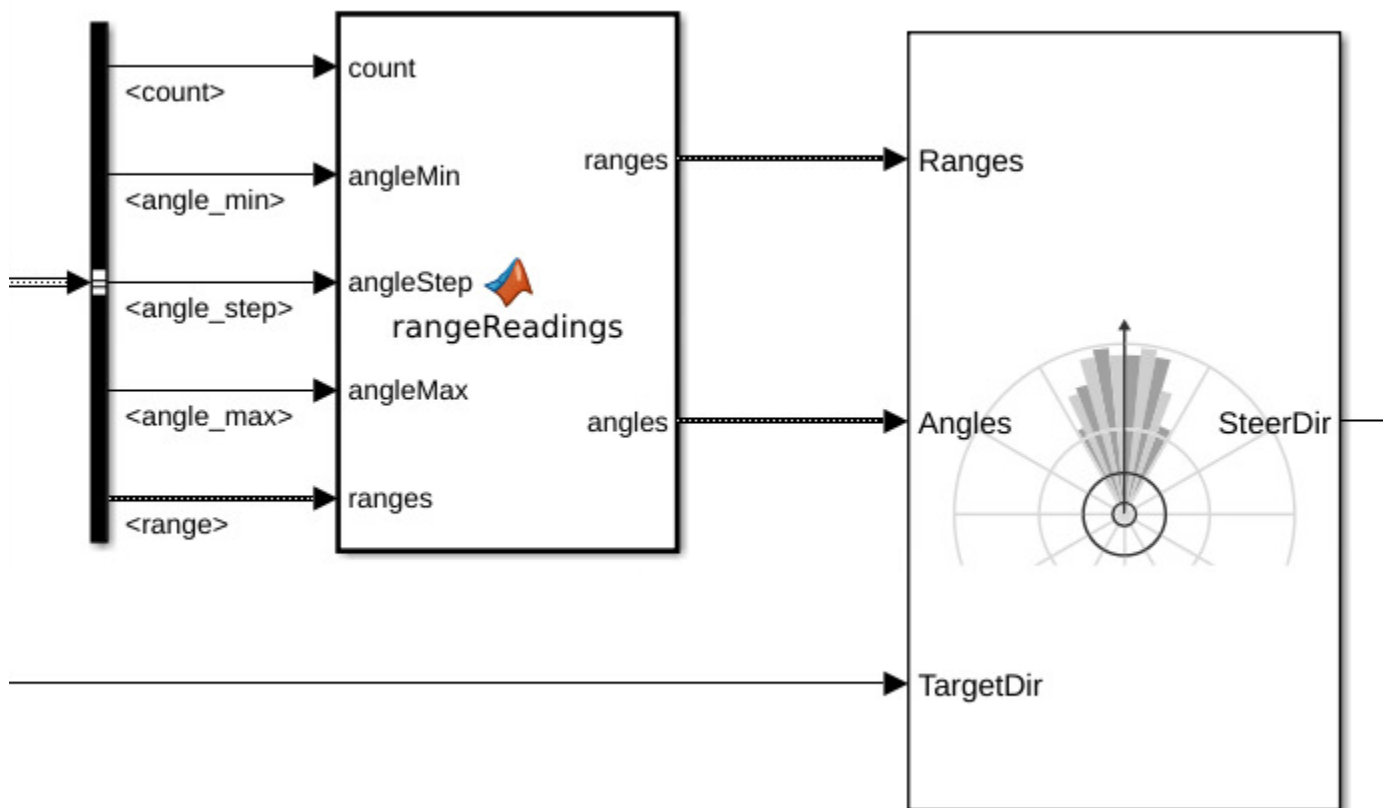 <count>
<angle_min>
<angle_step>
<angle_max>
<range>
count
angleMin
angleStep
rangeReadings
angleMax
ranges
ranges
angles
Ranges
Angles
SteerDir
TargetDir